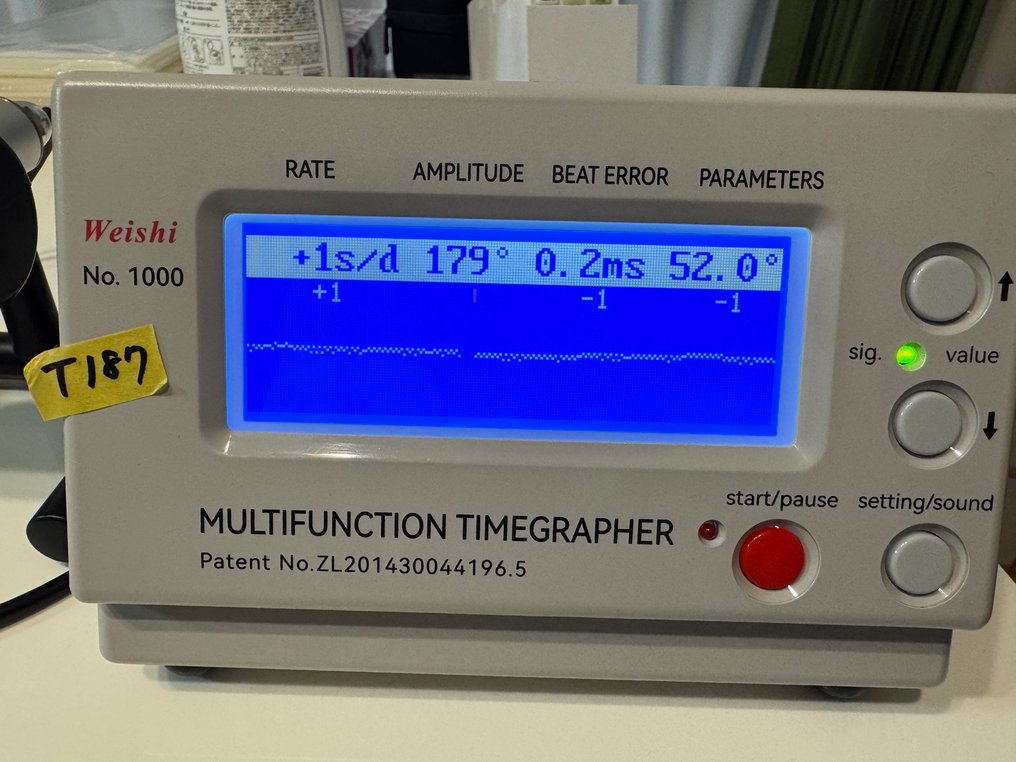 RATE AMPLITUDE BEAT ERROR PARAMETERS
Weishi
No. 1000
+1s/d 179° 0.2ms 52.0°
+1 -1 -1
T187
sig. value
start/pause setting/sound
MULTIFUNCTION TIMEGRAPHER
Patent No.ZL201430044196.5